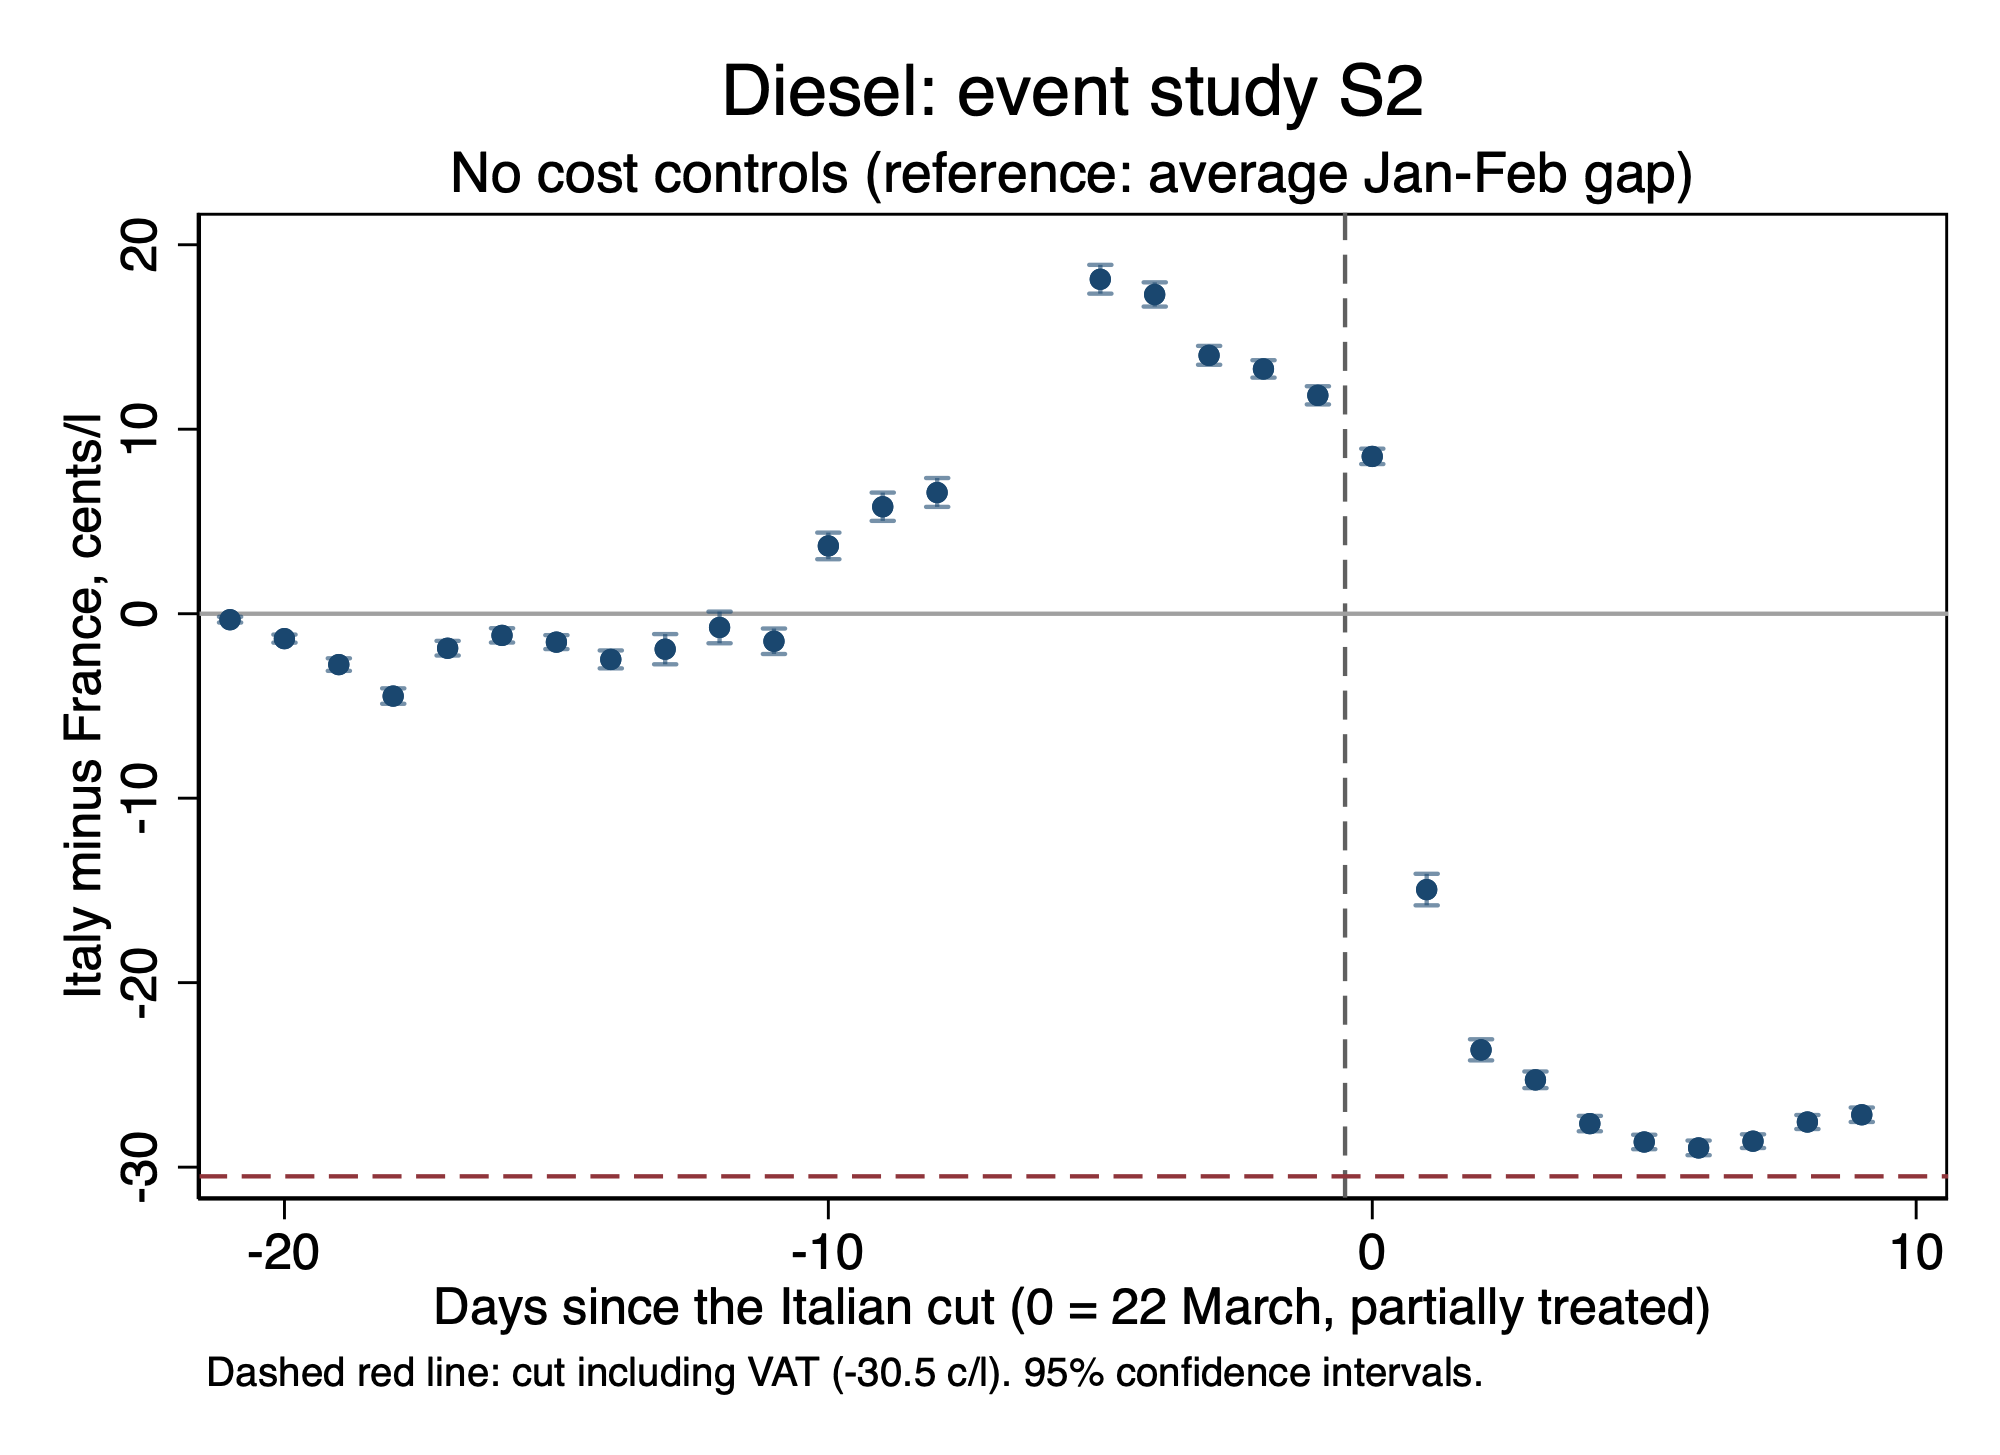 Diesel: event study S2
No cost controls (reference: average Jan-Feb gap)
Italy minus France, cents/l
20
10
0
-10
-20
-30
-20
-10
0
10
Days since the Italian cut (0 = 22 March, partially treated)
Dashed red line: cut including VAT (-30.5 c/l). 95% confidence intervals.